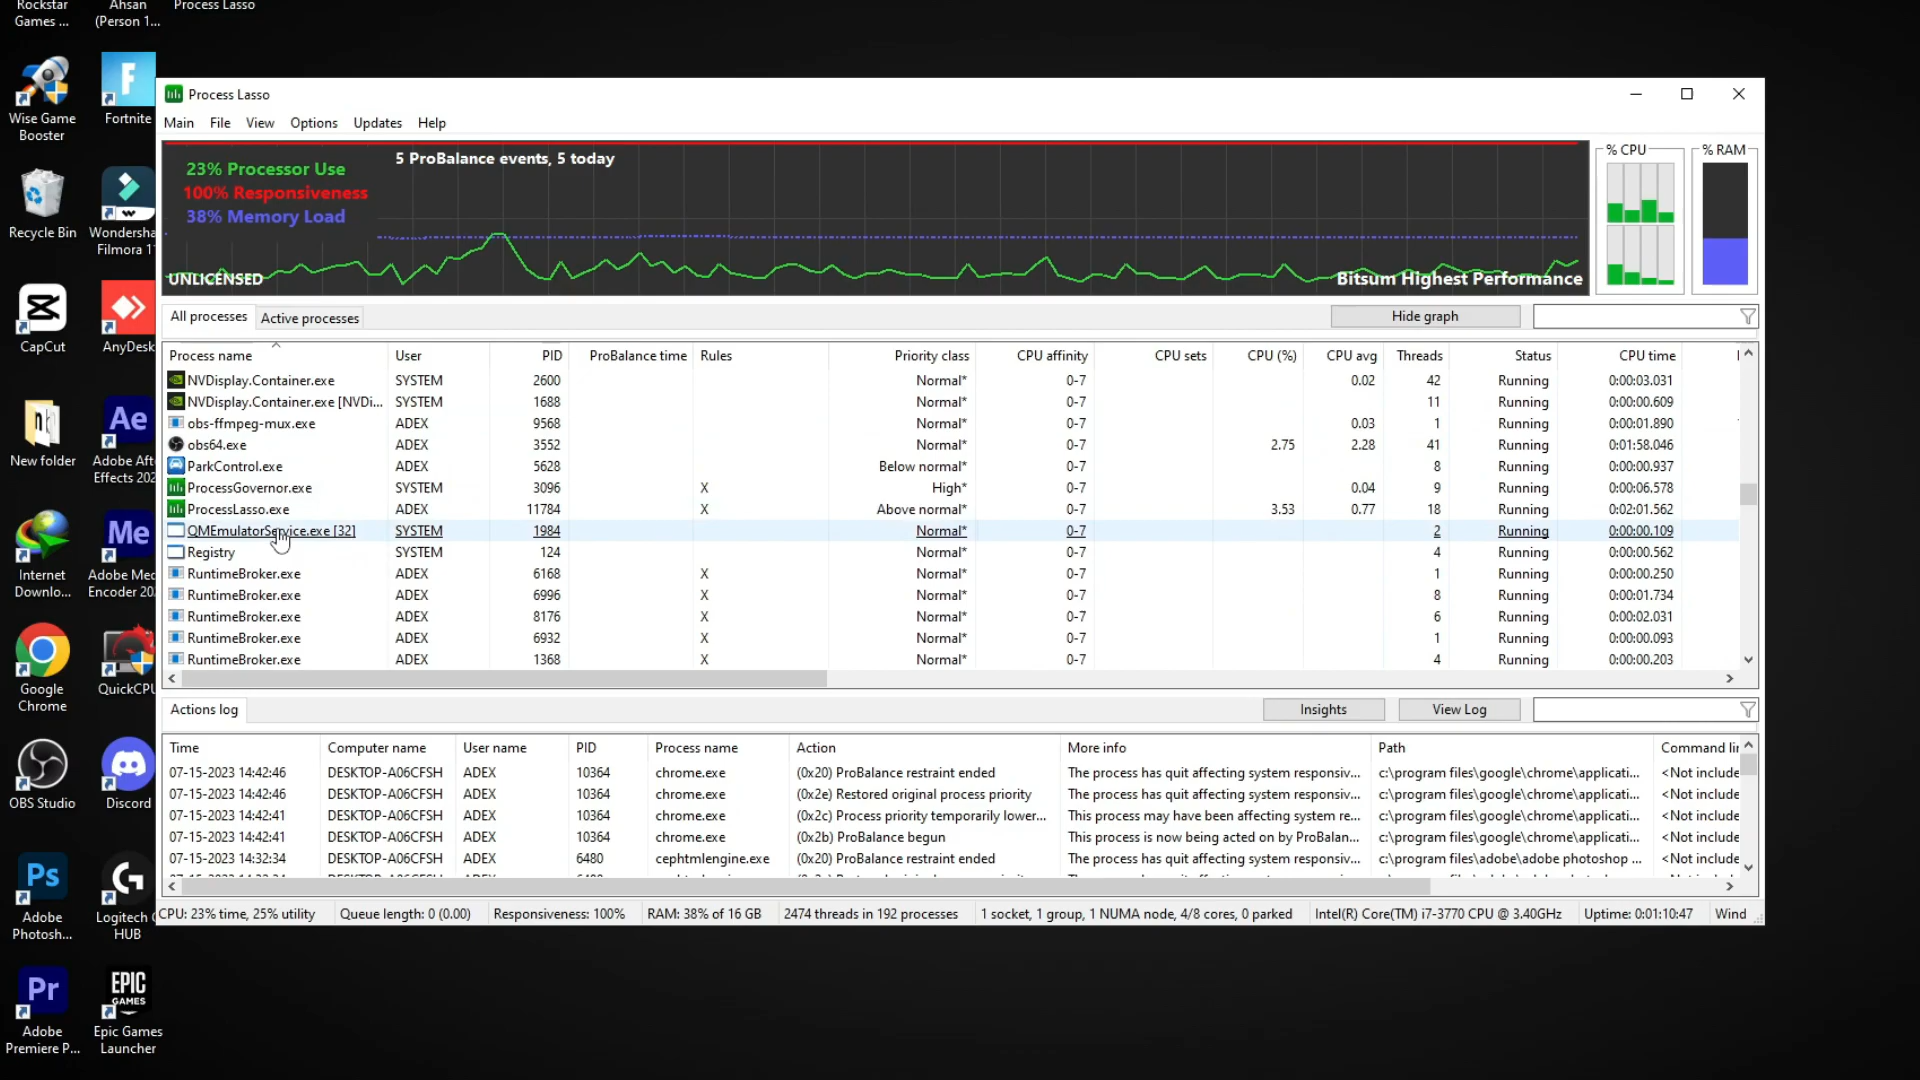 Rockstar
Games ...
Ahsan
(Person 1...
Process Lasso
Wise Game
Booster
Fortnite
Recycle Bin
Wondersha
Filmora 1
CapCut
AnyDesk
New folder
Ae
Adobe Aft
Effects 202
Internet
Downlo...
Me
Adobe Med
Encoder 20
Google
Chrome
QuickCPU
OBS Studio
Discord
Ps
Adobe
Photosh...
Logitech G
HUB
Pr
Adobe
Premiere P...
EPIC
GAMES
Epic Games
Launcher
Process Lasso
Main File View Options Updates Help
23% Processor Use
100% Responsiveness
38% Memory Load
5 ProBalance events, 5 today
UNLICENSED
Bitsum Highest Performance
% CPU
% RAM
All processes Active processes Hide graph
Process name User PID ProBalance time Rules Priority class CPU affinity CPU sets CPU (%) CPU avg Threads Status CPU time
NVDisplay.Container.exe SYSTEM 2600 Normal* 0-7 0.02 42 Running 0:00:03.031
NVDisplay.Container.exe [NVDi... SYSTEM 1688 Normal* 0-7 11 Running 0:00:00.609
obs-ffmpeg-mux.exe ADEX 9568 Normal* 0-7 0.03 1 Running 0:00:01.890
obs64.exe ADEX 3552 Normal* 0-7 2.75 2.28 41 Running 0:01:58.046
ParkControl.exe ADEX 5628 Below normal* 0-7 8 Running 0:00:00.937
ProcessGovernor.exe SYSTEM 3096 X High* 0-7 0.04 9 Running 0:00:06.578
ProcessLasso.exe ADEX 11784 X Above normal* 0-7 3.53 0.77 18 Running 0:02:01.562
QMEmulatorService.exe [32] SYSTEM 1984 Normal* 0-7 2 Running 0:00:00.109
Registry SYSTEM 124 Normal* 0-7 4 Running 0:00:00.562
RuntimeBroker.exe ADEX 6168 X Normal* 0-7 1 Running 0:00:00.250
RuntimeBroker.exe ADEX 6996 X Normal* 0-7 8 Running 0:00:01.734
RuntimeBroker.exe ADEX 8176 X Normal* 0-7 6 Running 0:00:02.031
RuntimeBroker.exe ADEX 6932 X Normal* 0-7 1 Running 0:00:00.093
RuntimeBroker.exe ADEX 1368 X Normal* 0-7 4 Running 0:00:00.203
Actions log Insights View Log
Time Computer name User name PID Process name Action More info Path Command lin
07-15-2023 14:42:46 DESKTOP-A06CFSH ADEX 10364 chrome.exe (0x20) ProBalance restraint ended The process has quit affecting system responsiv... c:\program files\google\chrome\applicati... <Not include
07-15-2023 14:42:46 DESKTOP-A06CFSH ADEX 10364 chrome.exe (0x2e) Restored original process priority The process has quit affecting system responsiv... c:\program files\google\chrome\applicati... <Not include
07-15-2023 14:42:41 DESKTOP-A06CFSH ADEX 10364 chrome.exe (0x2c) Process priority temporarily lower... This process may have been affecting system re... c:\program files\google\chrome\applicati... <Not include
07-15-2023 14:42:41 DESKTOP-A06CFSH ADEX 10364 chrome.exe (0x2b) ProBalance begun This process is now being acted on by ProBalan... c:\program files\google\chrome\applicati... <Not include
07-15-2023 14:32:34 DESKTOP-A06CFSH ADEX 6480 cephtmlengine.exe (0x20) ProBalance restraint ended The process has quit affecting system responsiv... c:\program files\adobe\adobe photoshop ... <Not include
CPU: 23% time, 25% utility Queue length: 0 (0.00) Responsiveness: 100% RAM: 38% of 16 GB 2474 threads in 192 processes 1 socket, 1 group, 1 NUMA node, 4/8 cores, 0 parked Intel(R) Core(TM) i7-3770 CPU @ 3.40GHz Uptime: 0:01:10:47 Wind